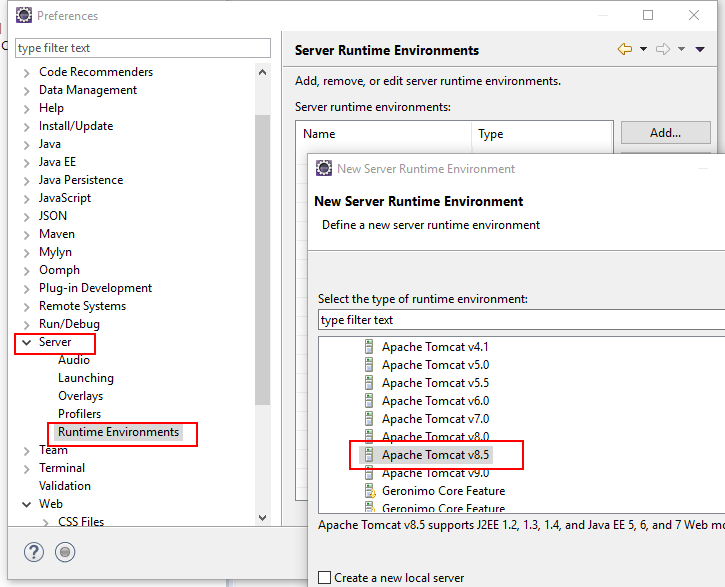 Preferences
type filter text
Code Recommenders
Data Management
Help
Install/Update
Java
Java EE
Java Persistence
JavaScript
JSON
Maven
Mylyn
Oomph
Plug-in Development
Remote Systems
Run/Debug
Server
Audio
Launching
Overlays
Profilers
Runtime Environments
Team
Terminal
Validation
Web
CSS Files
Server Runtime Environments
Add, remove, or edit server runtime environments.
Server runtime environments:
Name Type
Add...
New Server Runtime Environment
New Server Runtime Environment
Define a new server runtime environment
Select the type of runtime environment:
type filter text
Apache Tomcat v4.1
Apache Tomcat v5.0
Apache Tomcat v5.5
Apache Tomcat v6.0
Apache Tomcat v7.0
Apache Tomcat v8.0
Apache Tomcat v8.5
Apache Tomcat v9.0
Geronimo Core Feature
Geronimo Core Feature
Apache Tomcat v8.5 supports J2EE 1.2, 1.3, 1.4, and Java EE 5, 6, and 7 Web mo
Create a new local server